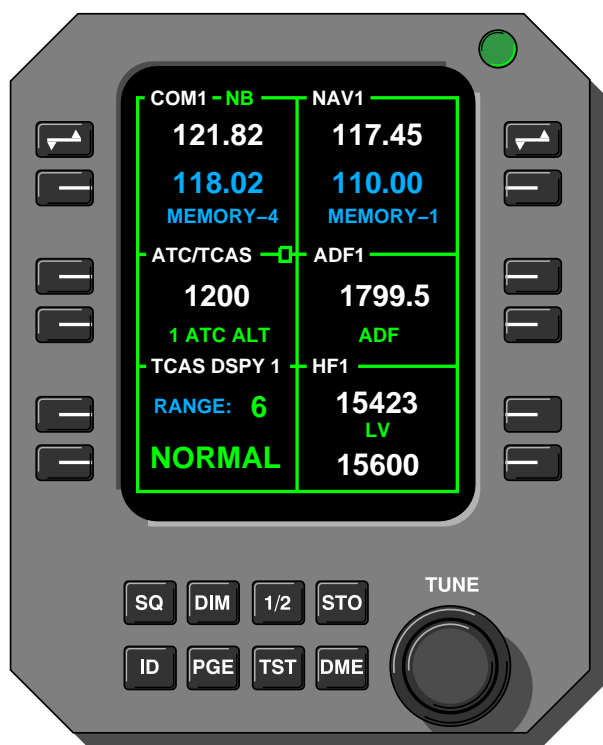 COM1 - NB
121.82
118.02
MEMORY–4
NAV1
117.45
110.00
MEMORY–1
ATC/TCAS
1200
1 ATC ALT
ADF1
1799.5
ADF
TCAS DSPY 1
RANGE: 6
NORMAL
HF1
15423
LV
15600
TUNE
SQ DIM 1/2 STO
ID PGE TST DME